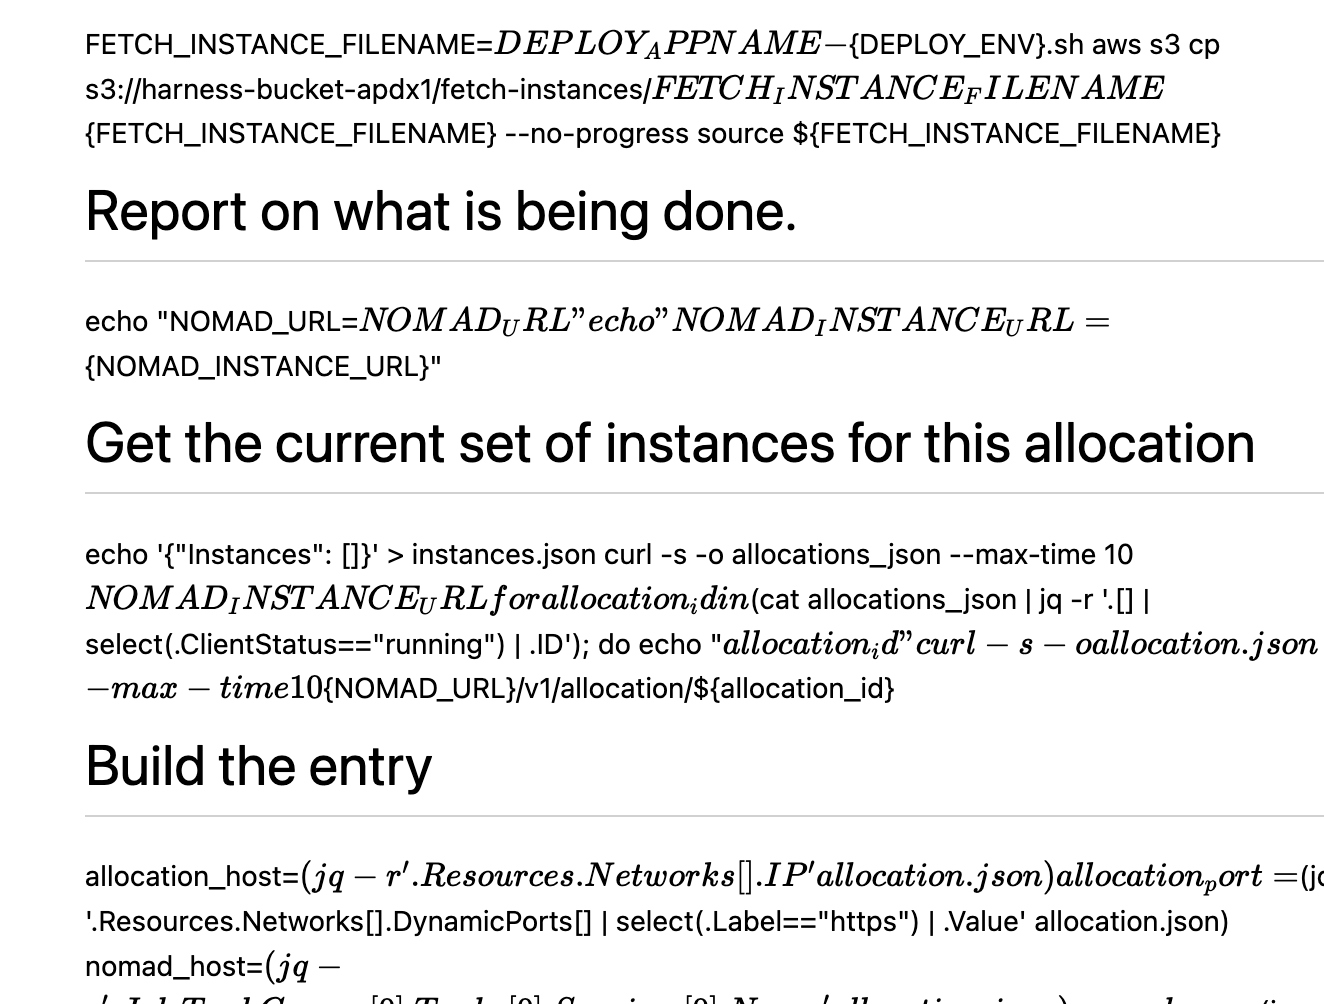 FETCH_INSTANCE_FILENAME=DEPLOY_APPNAME−{DEPLOY_ENV}.sh aws s3 cp
s3://harness-bucket-apdx1/fetch-instances/FETCH_INSTANCE_FILENAME
{FETCH_INSTANCE_FILENAME} --no-progress source ${FETCH_INSTANCE_FILENAME}
Report on what is being done.
echo "NOMAD_URL=NOMAD_URL”echo”NOMAD_INSTANCE_URL =
{NOMAD_INSTANCE_URL}"
Get the current set of instances for this allocation
echo '{"Instances": []}' > instances.json curl -s -o allocations_json --max-time 10
NOMAD_INSTANCE_URLforallocation_idin(cat allocations_json | jq -r '.[] |
select(.ClientStatus=="running") | .ID'); do echo "allocation_id”curl − s − oallocation.json
−max − time10{NOMAD_URL}/v1/allocation/${allocation_id}
Build the entry
allocation_host=(jq − r′.Resources.Networks[].IP′allocation.json)allocation_port =(jq
'.Resources.Networks[].DynamicPorts[] | select(.Label=="https") | .Value' allocation.json)
nomad_host=(jq −